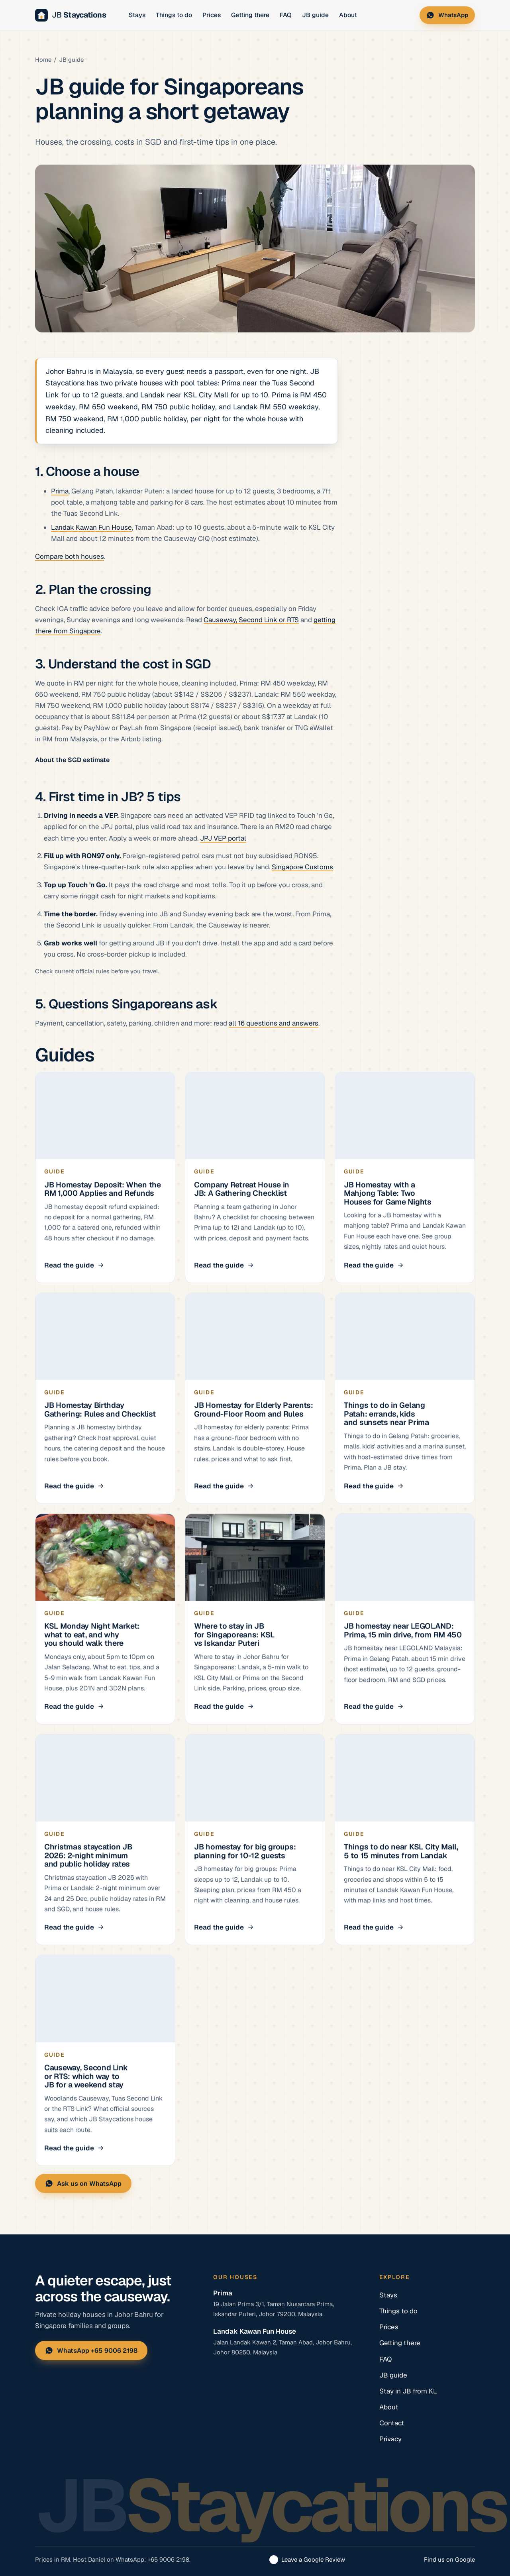 JB Staycations
Stays
Things to do
Prices
Getting there
FAQ
JB guide
About
WhatsApp
Home / JB guide
JB guide for Singaporeans
planning a short getaway
Houses, the crossing, costs in SGD and first-time tips in one place.
Johor Bahru is in Malaysia, so every guest needs a passport, even for one night. JB
Staycations has two private houses with pool tables: Prima near the Tuas Second
Link for up to 12 guests, and Landak near KSL City Mall for up to 10. Prima is RM 450
weekday, RM 650 weekend, RM 750 public holiday, and Landak RM 550 weekday,
RM 750 weekend, RM 1,000 public holiday, per night for the whole house with
cleaning included.
1. Choose a house
Prima, Gelang Patah, Iskandar Puteri: a landed house for up to 12 guests, 3 bedrooms, a 7ft
pool table, a mahjong table and parking for 8 cars. The host estimates about 10 minutes from
the Tuas Second Link.
Landak Kawan Fun House, Taman Abad: up to 10 guests, about a 5-minute walk to KSL City
Mall and about 12 minutes from the Causeway CIQ (host estimate).
Compare both houses.
2. Plan the crossing
Check ICA traffic advice before you leave and allow for border queues, especially on Friday
evenings, Sunday evenings and long weekends. Read Causeway, Second Link or RTS and getting
there from Singapore.
3. Understand the cost in SGD
We quote in RM per night for the whole house, cleaning included. Prima: RM 450 weekday, RM
650 weekend, RM 750 public holiday (about S$142 / S$205 / S$237). Landak: RM 550 weekday,
RM 750 weekend, RM 1,000 public holiday (about S$174 / S$237 / S$316). On a weekday at full
occupancy that is about S$11.84 per person at Prima (12 guests) or about S$17.37 at Landak (10
guests). Pay by PayNow or PayLah from Singapore (receipt issued), bank transfer or TNG eWallet
in RM from Malaysia, or the Airbnb listing.
About the SGD estimate
4. First time in JB? 5 tips
1. Driving in needs a VEP. Singapore cars need an activated VEP RFID tag linked to Touch 'n Go,
applied for on the JPJ portal, plus valid road tax and insurance. There is an RM20 road charge
each time you enter. Apply a week or more ahead. JPJ VEP portal
2. Fill up with RON97 only. Foreign-registered petrol cars must not buy subsidised RON95.
Singapore's three-quarter-tank rule also applies when you leave by land. Singapore Customs
3. Top up Touch 'n Go. It pays the road charge and most tolls. Top it up before you cross, and
carry some ringgit cash for night markets and kopitiams.
4. Time the border. Friday evening into JB and Sunday evening back are the worst. From Prima,
the Second Link is usually quicker. From Landak, the Causeway is nearer.
5. Grab works well for getting around JB if you don't drive. Install the app and add a card before
you cross. No cross-border pickup is included.
Check current official rules before you travel.
5. Questions Singaporeans ask
Payment, cancellation, safety, parking, children and more: read all 16 questions and answers.
Guides
GUIDE
JB Homestay Deposit: When the
RM 1,000 Applies and Refunds
JB homestay deposit refund explained:
no deposit for a normal gathering, RM
1,000 for a catered one, refunded within
48 hours after checkout if no damage.
Read the guide →
GUIDE
Company Retreat House in
JB: A Gathering Checklist
Planning a team gathering in Johor
Bahru? A checklist for choosing between
Prima (up to 12) and Landak (up to 10),
with prices, deposit and payment facts.
Read the guide →
GUIDE
JB Homestay with a
Mahjong Table: Two
Houses for Game Nights
Looking for a JB homestay with a
mahjong table? Prima and Landak Kawan
Fun House each have one. See group
sizes, nightly rates and quiet hours.
Read the guide →
GUIDE
JB Homestay Birthday
Gathering: Rules and Checklist
Planning a JB homestay birthday
gathering? Check host approval, quiet
hours, the catering deposit and the house
rules before you book.
Read the guide →
GUIDE
JB Homestay for Elderly Parents:
Ground-Floor Room and Rules
JB homestay for elderly parents: Prima
has a ground-floor bedroom with no
stairs. Landak is double-storey. House
rules, prices and what to ask first.
Read the guide →
GUIDE
Things to do in Gelang
Patah: errands, kids
and sunsets near Prima
Things to do in Gelang Patah: groceries,
malls, kids' activities and a marina sunset,
with host-estimated drive times from
Prima. Plan a JB stay.
Read the guide →
GUIDE
KSL Monday Night Market:
what to eat, and why
you should walk there
Mondays only, about 5pm to 10pm on
Jalan Seladang. What to eat, tips, and a
5-9 min walk from Landak Kawan Fun
House, plus 2D1N and 3D2N plans.
Read the guide →
GUIDE
Where to stay in JB
for Singaporeans: KSL
vs Iskandar Puteri
Where to stay in Johor Bahru for
Singaporeans: Landak, a 5-min walk to
KSL City Mall, or Prima on the Second
Link side. Parking, prices, group size.
Read the guide →
GUIDE
JB homestay near LEGOLAND:
Prima, 15 min drive, from RM 450
JB homestay near LEGOLAND Malaysia:
Prima in Gelang Patah, about 15 min drive
(host estimate), up to 12 guests, ground-
floor bedroom, RM and SGD prices.
Read the guide →
GUIDE
Christmas staycation JB
2026: 2-night minimum
and public holiday rates
Christmas staycation JB 2026 with
Prima or Landak: 2-night minimum over
24 and 25 Dec, public holiday rates in RM
and SGD, and house rules.
Read the guide →
GUIDE
JB homestay for big groups:
planning for 10-12 guests
JB homestay for big groups: Prima
sleeps up to 12, Landak up to 10.
Sleeping plan, prices from RM 450 a
night with cleaning, and house rules.
Read the guide →
GUIDE
Things to do near KSL City Mall,
5 to 15 minutes from Landak
Things to do near KSL City Mall: food,
groceries and shops within 5 to 15
minutes of Landak Kawan Fun House,
with map links and host times.
Read the guide →
GUIDE
Causeway, Second Link
or RTS: which way to
JB for a weekend stay
Woodlands Causeway, Tuas Second Link
or the RTS Link? What official sources
say, and which JB Staycations house
suits each route.
Read the guide →
Ask us on WhatsApp
A quieter escape, just
across the causeway.
Private holiday houses in Johor Bahru for
Singapore families and groups.
WhatsApp +65 9006 2198
OUR HOUSES
Prima
19 Jalan Prima 3/1, Taman Nusantara Prima,
Iskandar Puteri, Johor 79200, Malaysia
Landak Kawan Fun House
Jalan Landak Kawan 2, Taman Abad, Johor Bahru,
Johor 80250, Malaysia
EXPLORE
Stays
Things to do
Prices
Getting there
FAQ
JB guide
Stay in JB from KL
About
Contact
Privacy
JBStaycations
Prices in RM. Host Daniel on WhatsApp: +65 9006 2198.
Leave a Google Review
Find us on Google